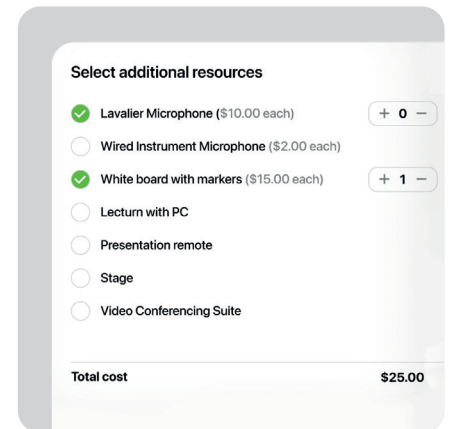 Select additional resources
Lavalier Microphone ($10.00 each) + 0 −
Wired Instrument Microphone ($2.00 each)
White board with markers ($15.00 each) + 1 −
Lecturn with PC
Presentation remote
Stage
Video Conferencing Suite
Total cost $25.00